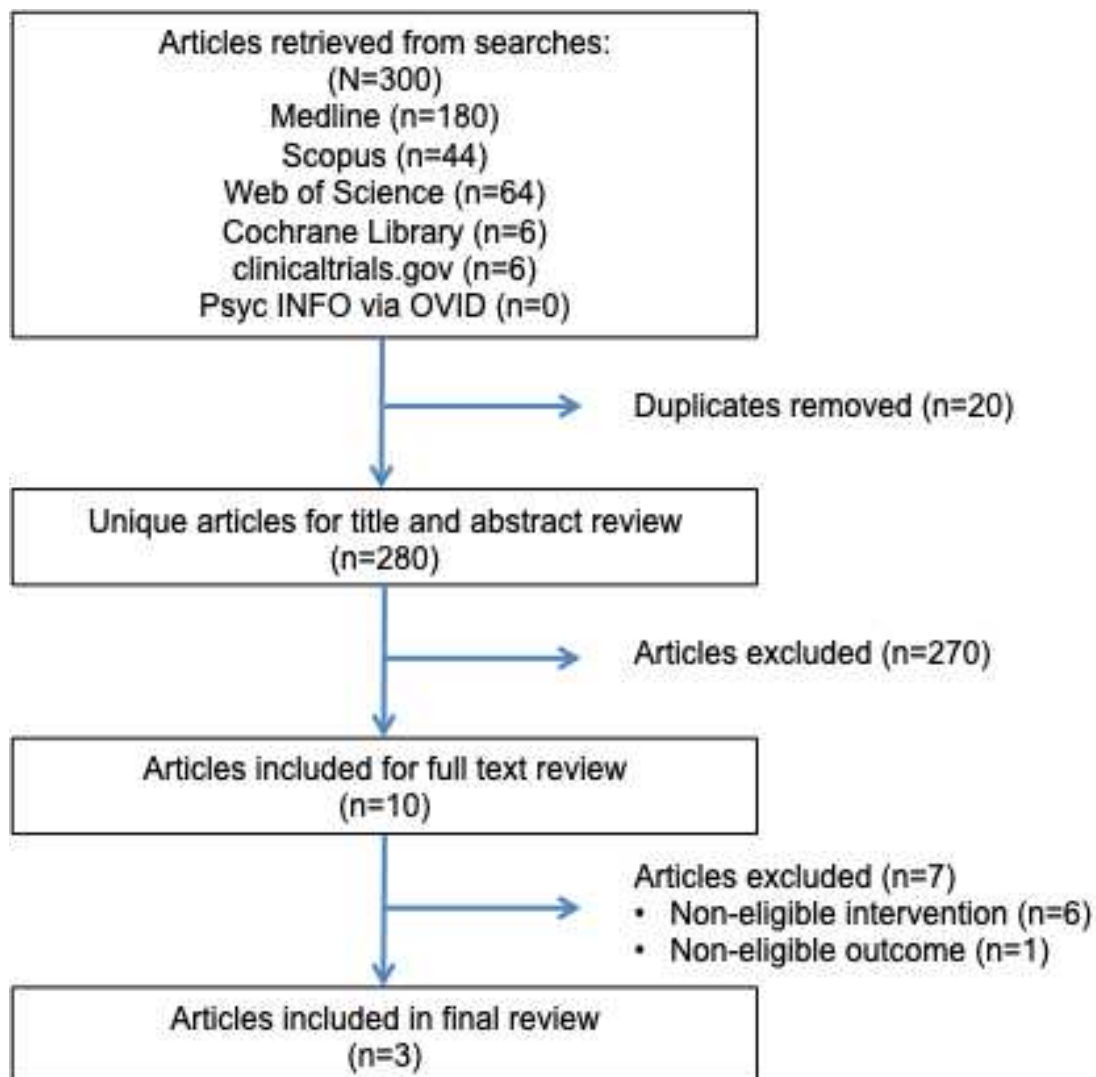 Articles retrieved from searches:
(N=300)
Medline (n=180)
Scopus (n=44)
Web of Science (n=64)
Cochrane Library (n=6)
clinicaltrials.gov (n=6)
Psyc INFO via OVID (n=0)
Duplicates removed (n=20)
Unique articles for title and abstract review
(n=280)
Articles excluded (n=270)
Articles included for full text review
(n=10)
Articles excluded (n=7)
• Non-eligible intervention (n=6)
• Non-eligible outcome (n=1)
Articles included in final review
(n=3)